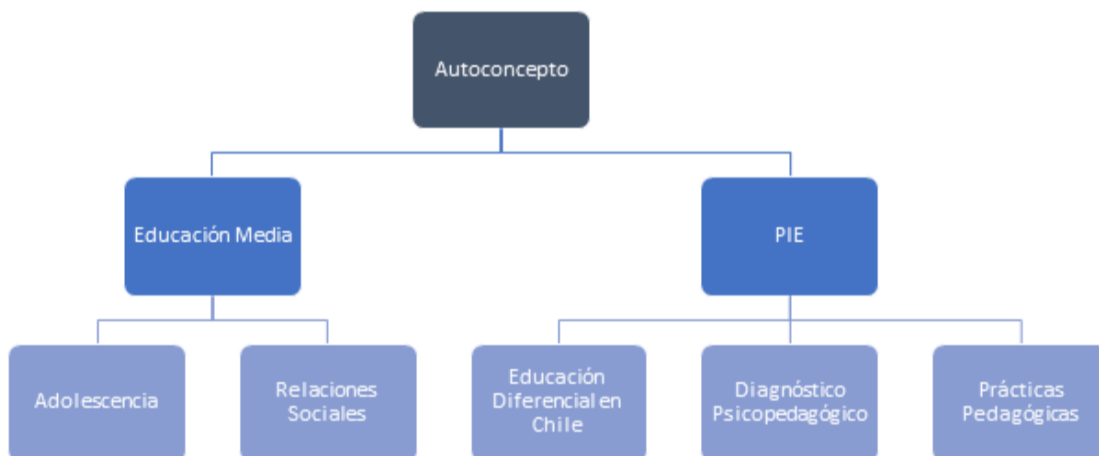 Autoconcepto
Educación Media
PIE
Adolescencia
Relaciones
Sociales
Educación
Diferencial en
Chile
Diagnóstico
Psicopedagógico
Prácticas
Pedagógicas